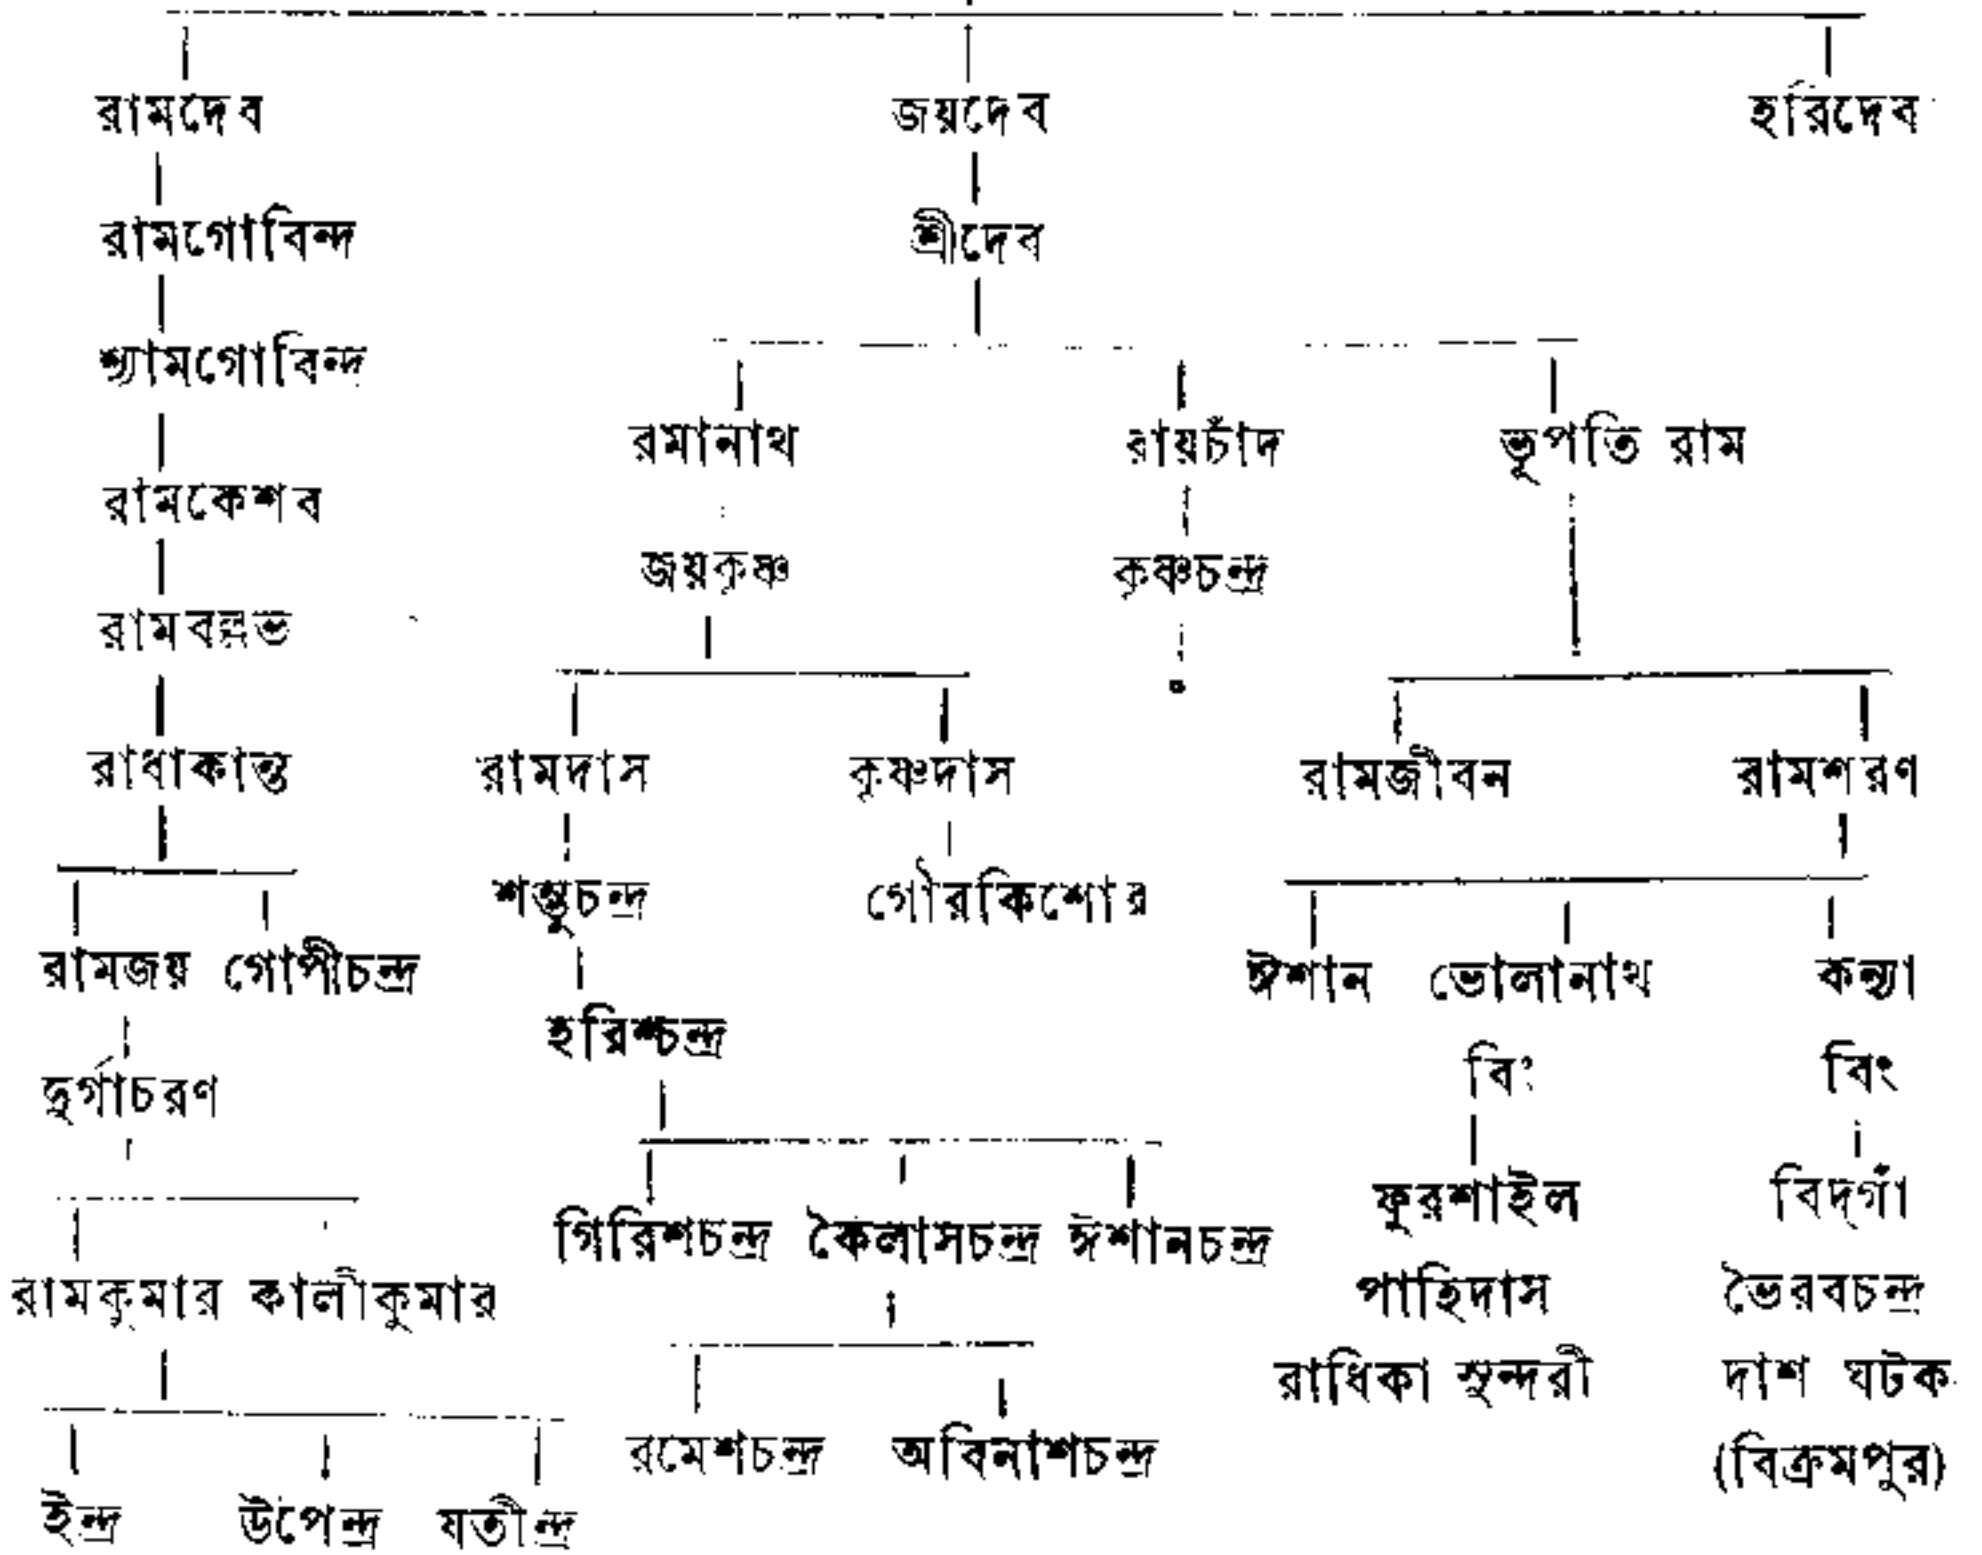 রামদেব জয়দেব হরিদেব
রামগোবিন্দ শ্রীদেব
শ্যামগোবিন্দ
রমানাথ রায়চাঁদ ভূপতি রাম
রামকেশব
জয়কৃষ্ণ কৃষ্ণচন্দ্র
রামবল্লভ
রাধাকান্ত রামদাস কৃষ্ণদাস রামজীবন রামশরণ
শম্ভুচন্দ্র গৌরকিশোর
রামজয় গোপীচন্দ্র ঈশান ভোলানাথ কন্যা
হরিশ্চন্দ্র
দুর্গাচরণ বিং বিং
গিরিশচন্দ্র কৈলাসচন্দ্র ঈশানচন্দ্র ফুরশাইল বিদ্‌গাঁ
রামকুমার কালীকুমার পাহিদাস ভৈরবচন্দ্র
রাধিকা সুন্দরী দাশ ঘটক
রমেশচন্দ্র অবিনাশচন্দ্র (বিক্রমপুর)
ইন্দ্র উপেন্দ্র যতীন্দ্র